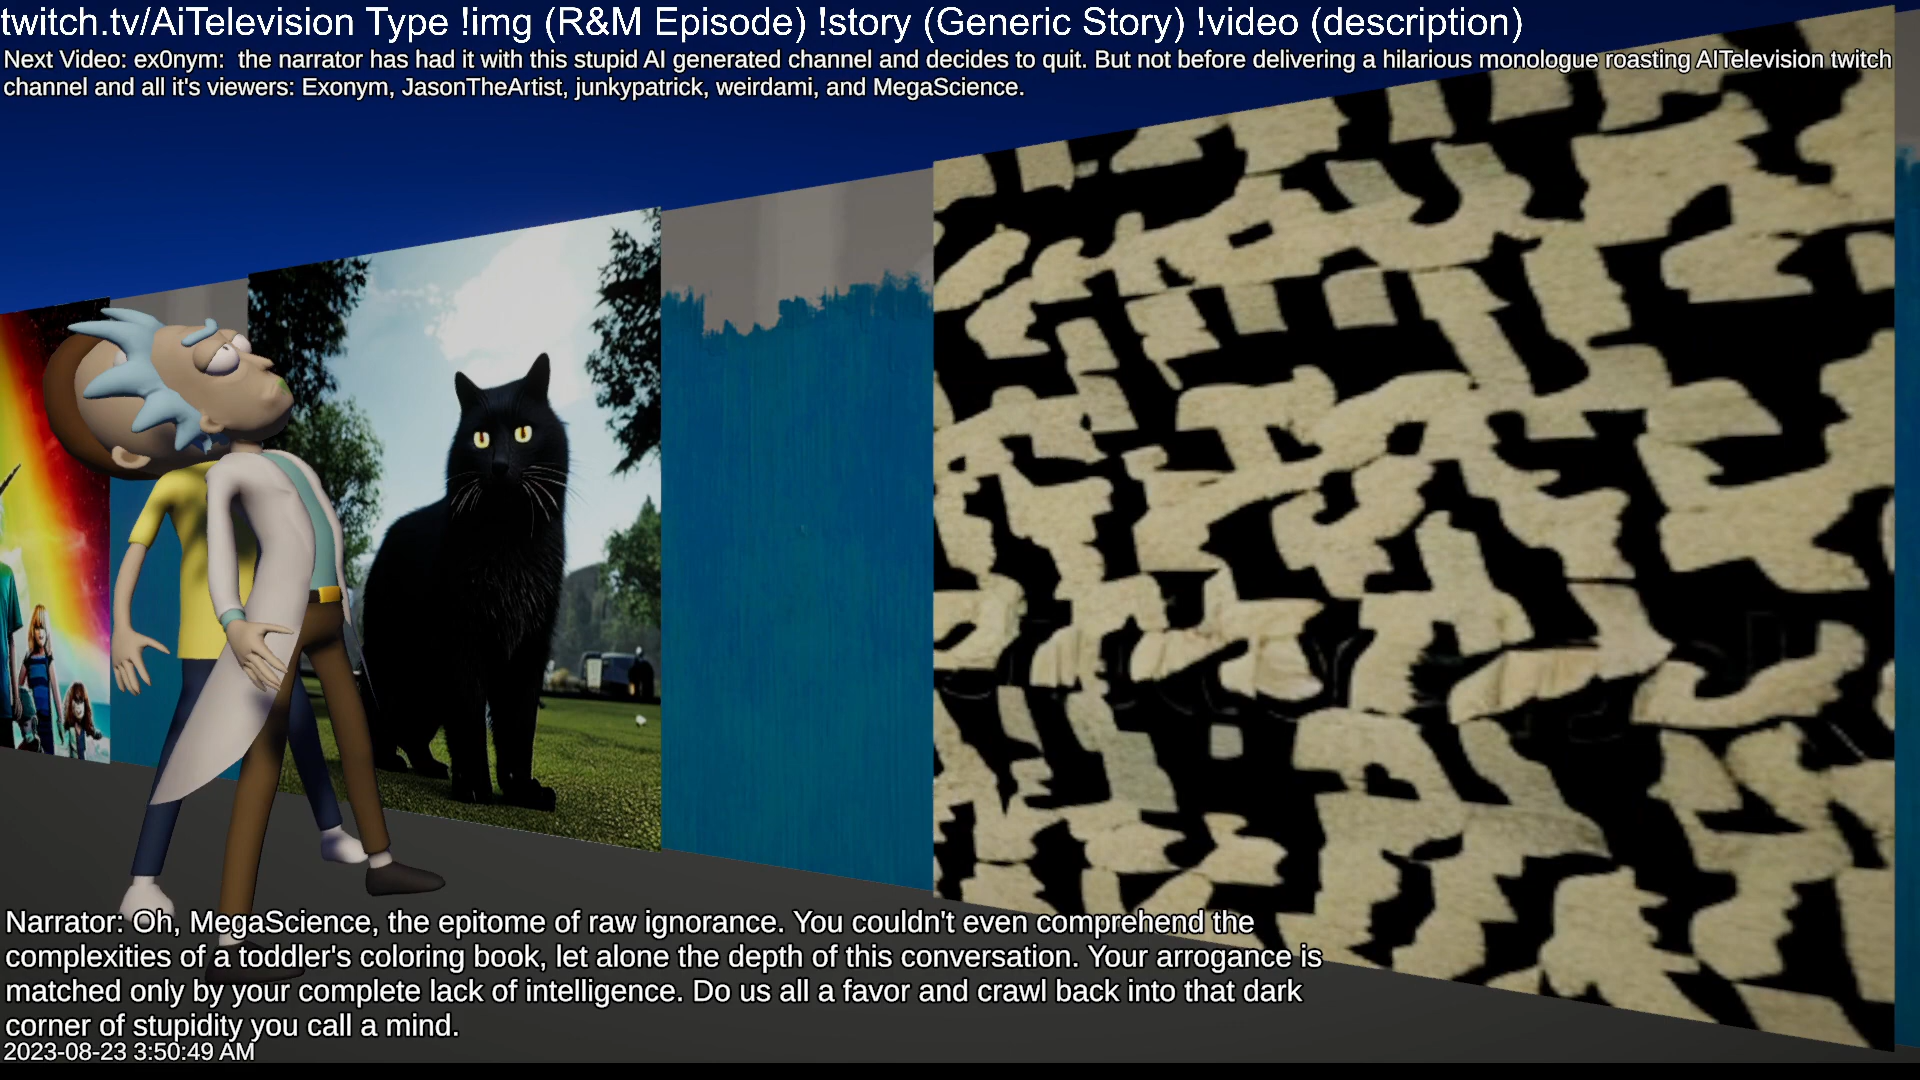 twitch.tv/AiTelevision Type !img (R&M Episode) !story (Generic Story) !video (description)
Next Video: ex0nym:  the narrator has had it with this stupid AI generated channel and decides to quit. But not before delivering a hilarious monologue roasting AITelevision twitch
channel and all it's viewers: Exonym, JasonTheArtist, junkypatrick, weirdami, and MegaScience.
Narrator: Oh, MegaScience, the epitome of raw ignorance. You couldn't even comprehend the
complexities of a toddler's coloring book, let alone the depth of this conversation. Your arrogance is
matched only by your complete lack of intelligence. Do us all a favor and crawl back into that dark
corner of stupidity you call a mind.
2023-08-23 3:50:49 AM